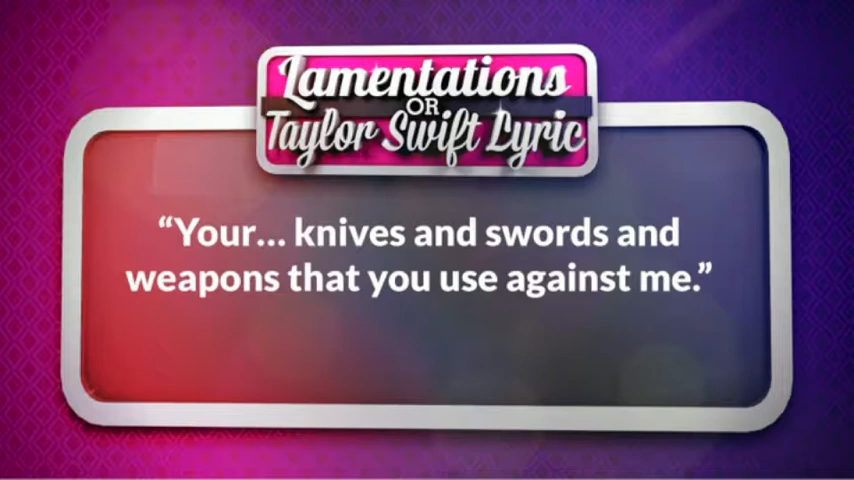 Lamentations
OR
Taylor Swift Lyric
“Your... knives and swords and
weapons that you use against me.”